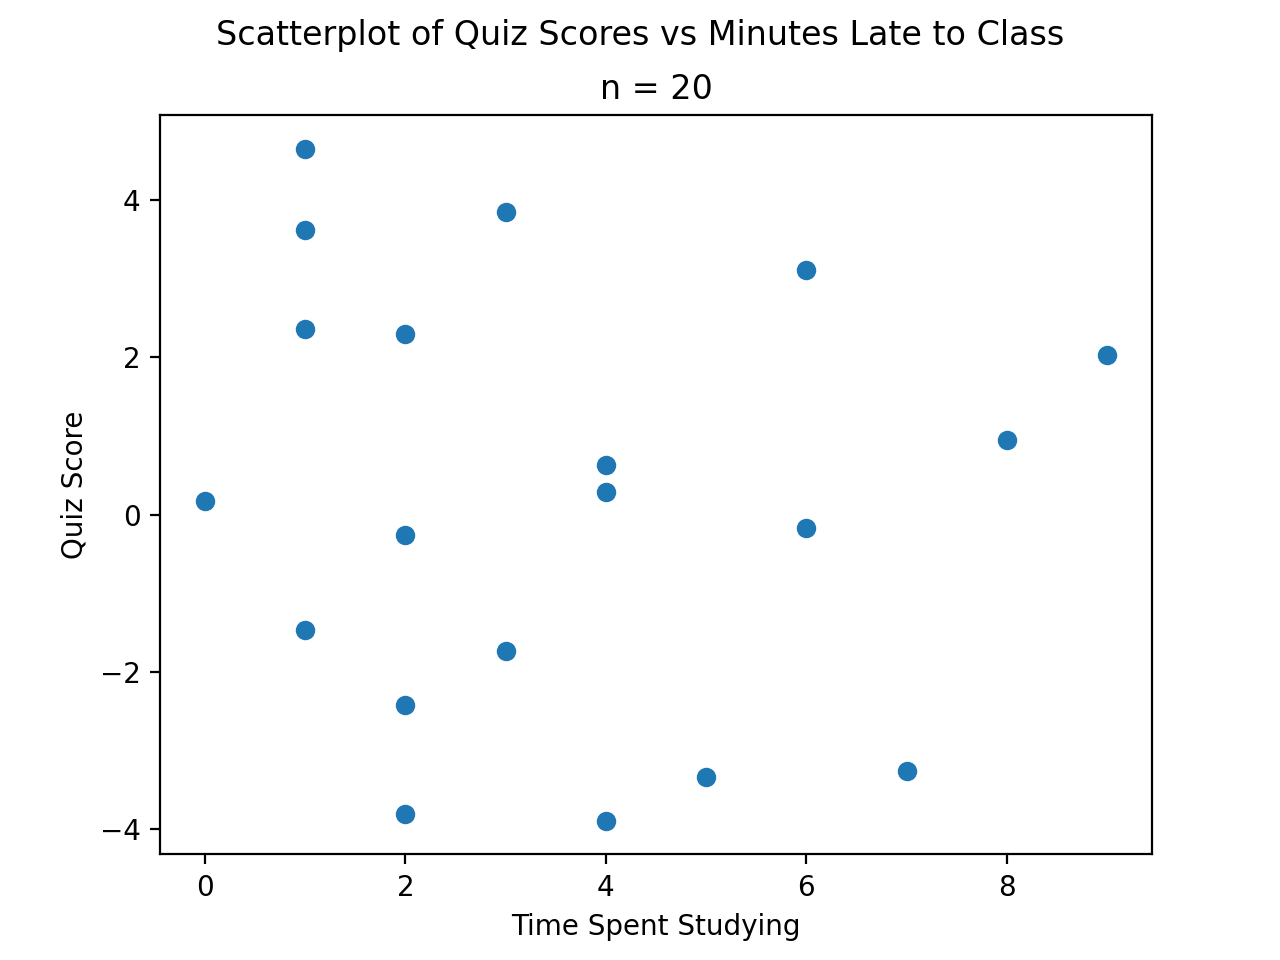 Scatterplot of Quiz Scores vs Minutes Late to Class
n = 20
4
2
0
−2
−4
Quiz Score
0 2 4 6 8
Time Spent Studying